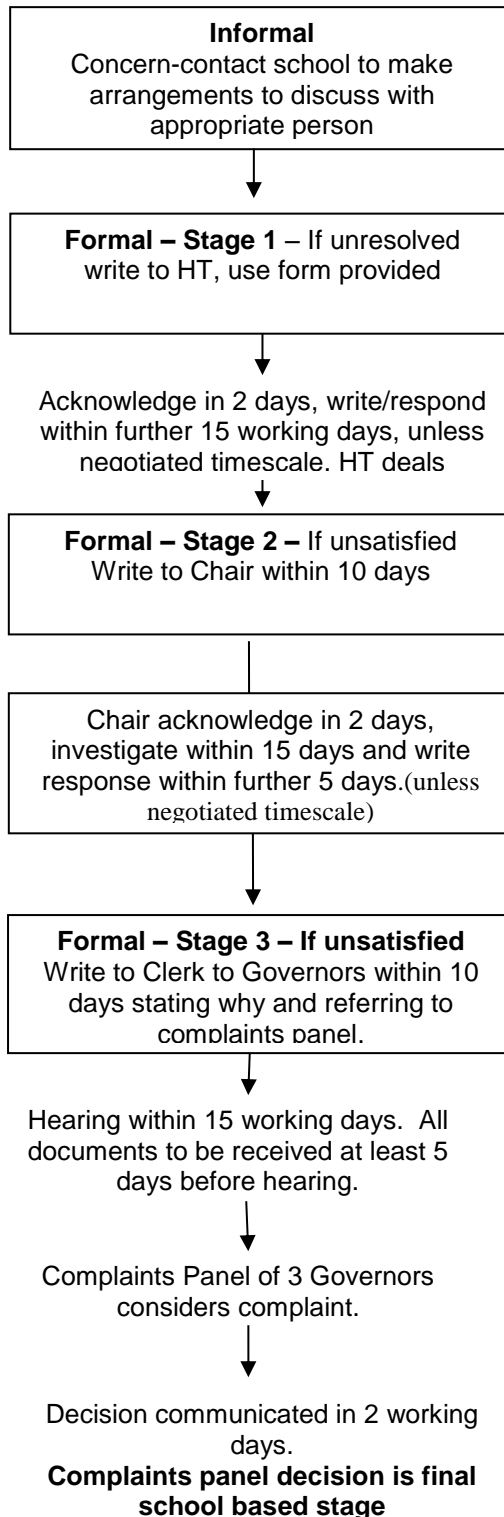 Informal
Concern-contact school to make
arrangements to discuss with
appropriate person
Formal – Stage 1 – If unresolved
write to HT, use form provided
Acknowledge in 2 days, write/respond
within further 15 working days, unless
negotiated timescale. HT deals
Formal – Stage 2 – If unsatisfied
Write to Chair within 10 days
Chair acknowledge in 2 days,
investigate within 15 days and write
response within further 5 days.(unless
negotiated timescale)
Formal – Stage 3 – If unsatisfied
Write to Clerk to Governors within 10
days stating why and referring to
complaints panel.
Hearing within 15 working days.  All
documents to be received at least 5
days before hearing.
Complaints Panel of 3 Governors
considers complaint.
Decision communicated in 2 working
days.
Complaints panel decision is final
school based stage